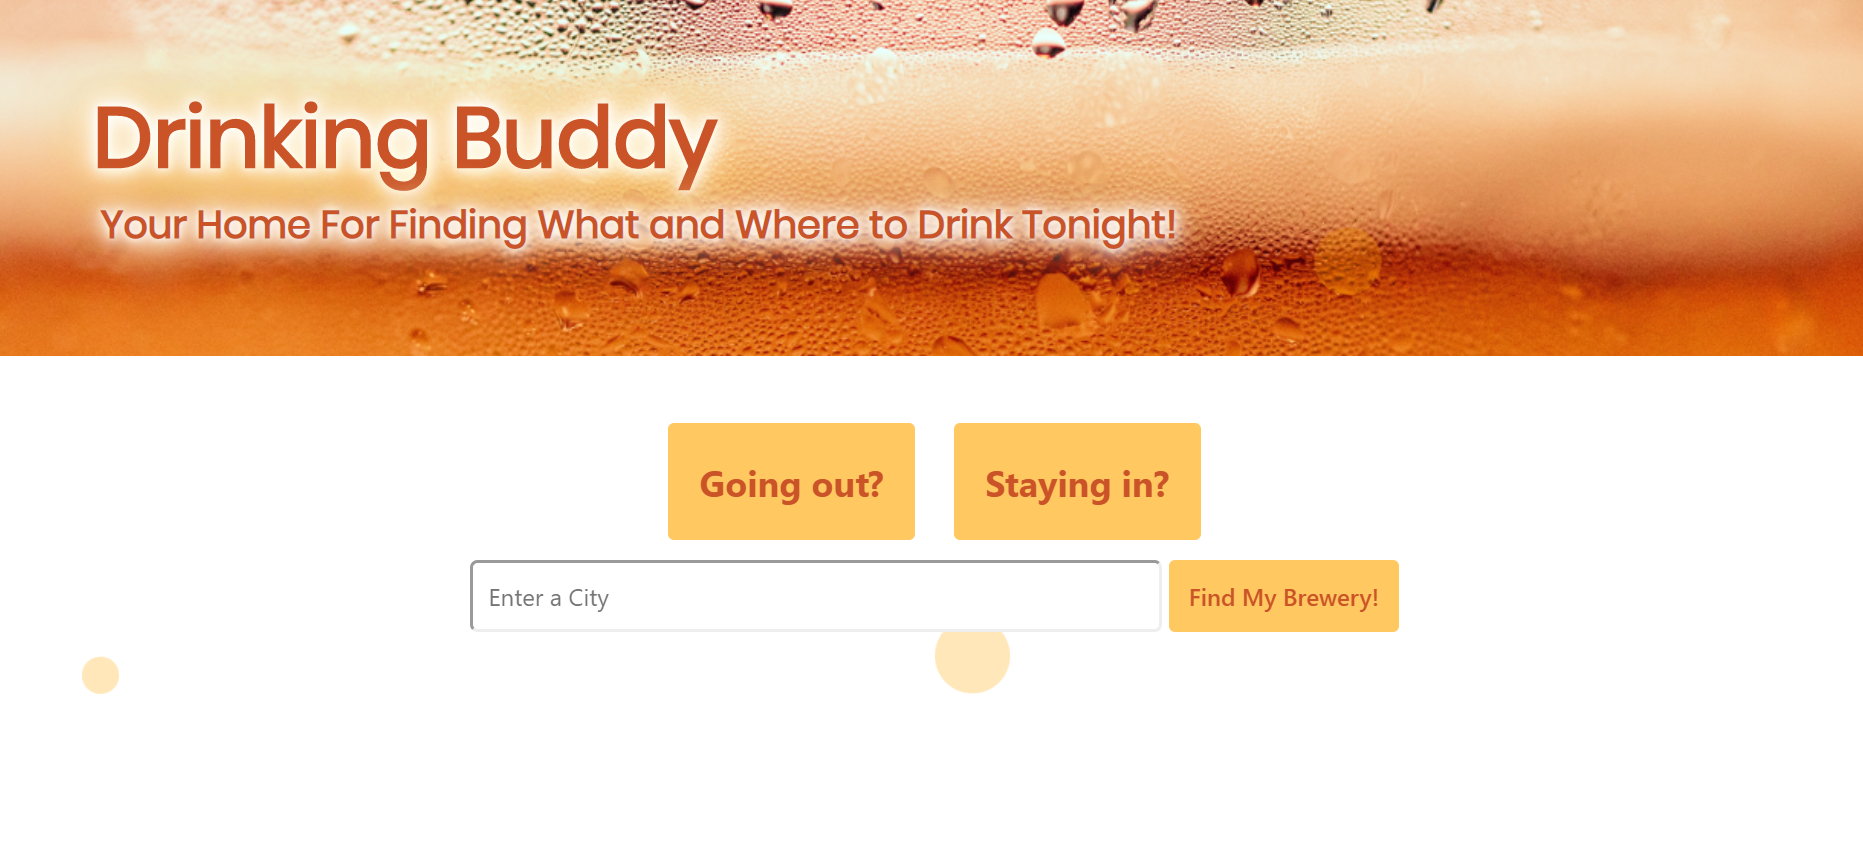 Drinking Buddy
Your Home For Finding What and Where to Drink Tonight!
Going out?
Staying in?
Enter a City
Find My Brewery!